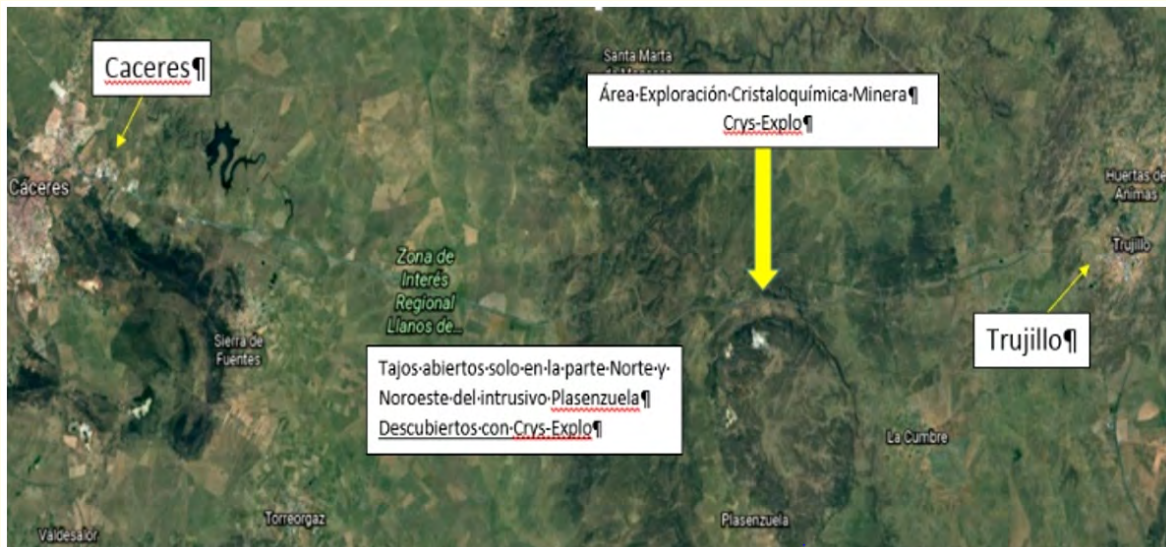 Caceres¶
Santa Marta
Área·Exploración·Cristaloquímica·Minera¶
Crys-Explo¶
Cáceres
Huertas de
Ánimas
Trujillo
Zona de
Interés
Regional
Llanos de...
Sierra de
Fuentes
Trujillo¶
Tajos·abiertos·solo·en·la·parte·Norte·y·
Noroeste·del·intrusivo·Plasenzuela¶
Descubiertos·con·Crys-Explo¶
La Cumbre
Torreorgaz
Plasenzuela
Valdesalor